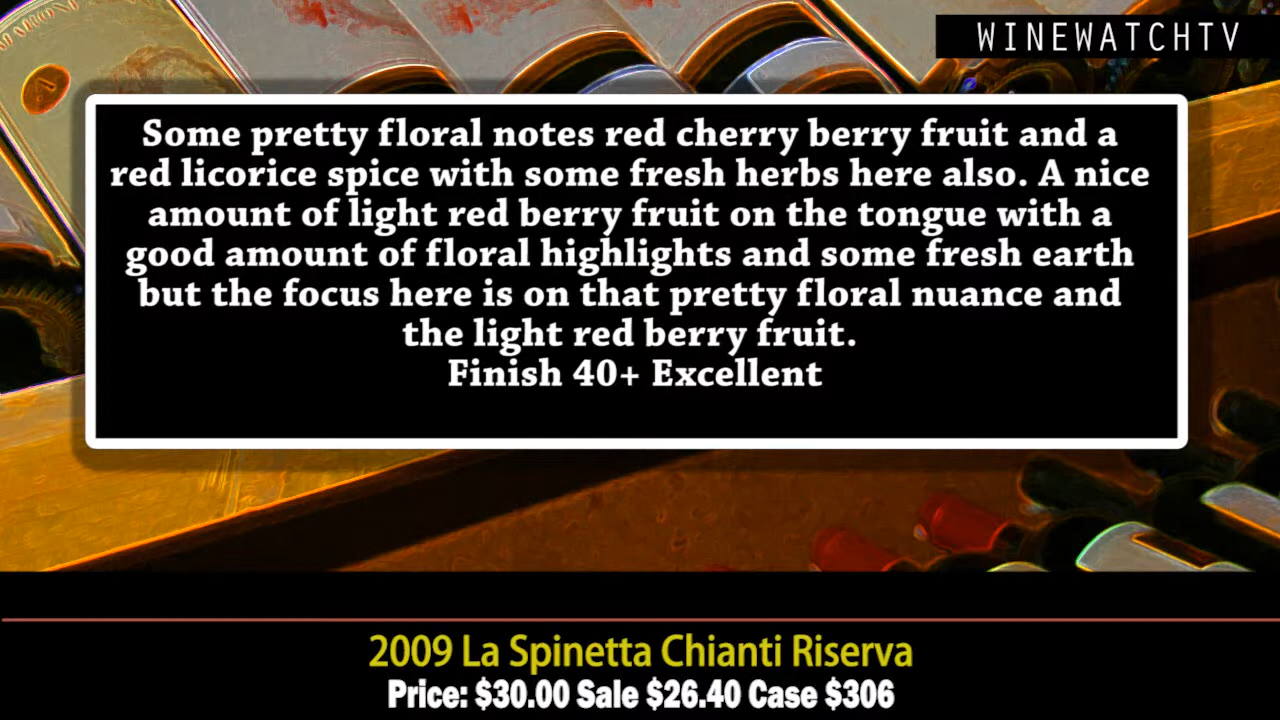 WINEWATCHTV
Some pretty floral notes red cherry berry fruit and a
red licorice spice with some fresh herbs here also. A nice
amount of light red berry fruit on the tongue with a
good amount of floral highlights and some fresh earth
but the focus here is on that pretty floral nuance and
the light red berry fruit.
Finish 40+ Excellent
2009 La Spinetta Chianti Riserva
Price: $30.00 Sale $26.40 Case $306